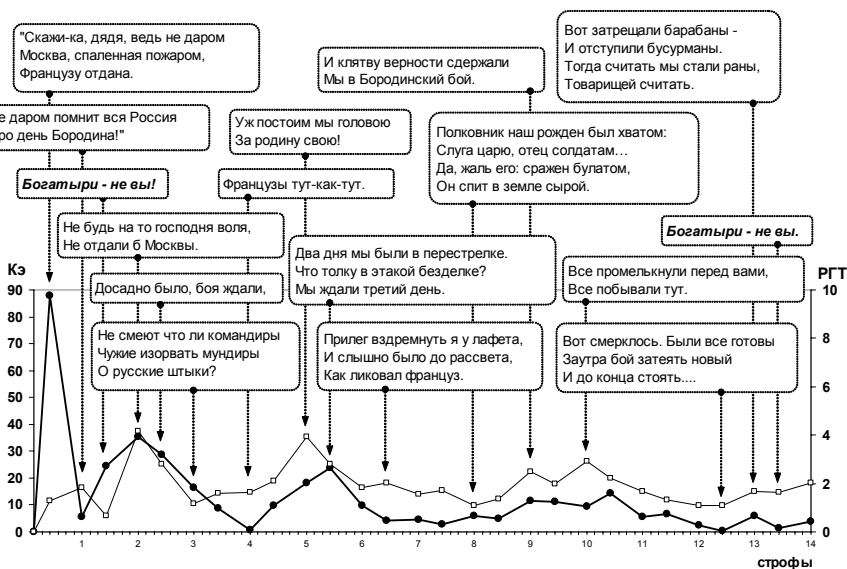 "Скажи-ка, дядя, ведь не даром
Москва, спаленная пожаром,
Французу отдана.
е даром помнит вся Россия
ро день Бородина!"
Богатыри - не вы!
Не будь на то господня воля,
Не отдали б Москвы.
Досадно было, боя ждали,
Не смеют что ли командиры
Чужие изорвать мундиры
О русские штыки?
Уж постоим мы головою
За родину свою!
Французы тут-как-тут.
Два дня мы были в перестрелке.
Что толку в этакой безделке?
Мы ждали третий день.
Прилег вздремнуть я у лафета,
И слышно было до рассвета,
Как ликовал француз.
И клятву верности сдержали
Мы в Бородинский бой.
Полковник наш рожден был хватом:
Слуга царю, отец солдатам…
Да, жаль его: сражен булатом,
Он спит в земле сырой.
Вот затрещали барабаны -
И отступили бусурманы.
Тогда считать мы стали раны,
Товарищей считать.
Богатыри - не вы.
Все промелькнули перед вами,
Все побывали тут.
Вот смерклось. Были все готовы
Заутра бой затеять новый
И до конца стоять....
Кэ
90
80
70
60
50
40
30
20
10
0
РГТ
10
8
6
4
2
0
1 2 3 4 5 6 7 8 9 10 11 12 13 14
строфы